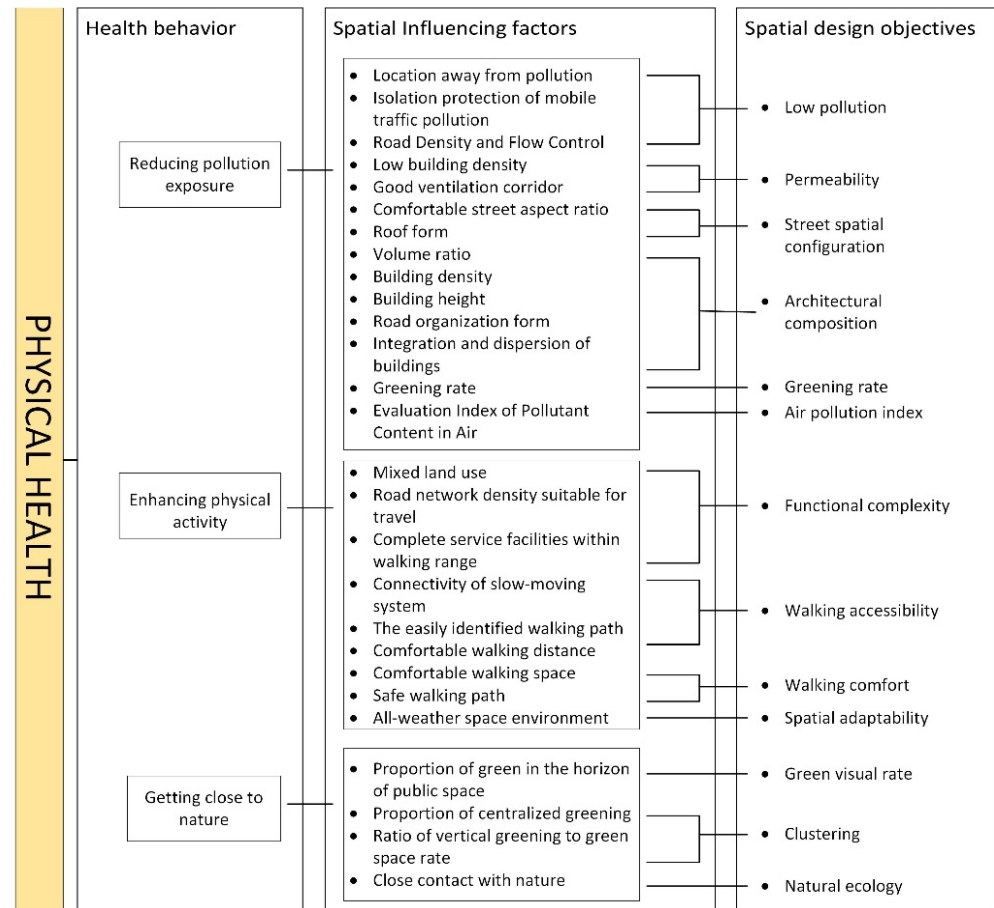 PHYSICAL HEALTH
Health behavior
Reducing pollution
exposure
Enhancing physical
activity
Getting close to
nature
Spatial Influencing factors
• Location away from pollution
• Isolation protection of mobile
traffic pollution
• Road Density and Flow Control
• Low building density
• Good ventilation corridor
• Comfortable street aspect ratio
• Roof form
• Volume ratio
• Building density
• Building height
• Road organization form
• Integration and dispersion of
buildings
• Greening rate
• Evaluation Index of Pollutant
Content in Air
• Mixed land use
• Road network density suitable for
travel
• Complete service facilities within
walking range
• Connectivity of slow-moving
system
• The easily identified walking path
• Comfortable walking distance
• Comfortable walking space
• Safe walking path
• All-weather space environment
• Proportion of green in the horizon
of public space
• Proportion of centralized greening
• Ratio of vertical greening to green
space rate
• Close contact with nature
Spatial design objectives
• Low pollution
• Permeability
• Street spatial
configuration
• Architectural
composition
• Greening rate
• Air pollution index
• Functional complexity
• Walking accessibility
• Walking comfort
• Spatial adaptability
• Green visual rate
• Clustering
• Natural ecology